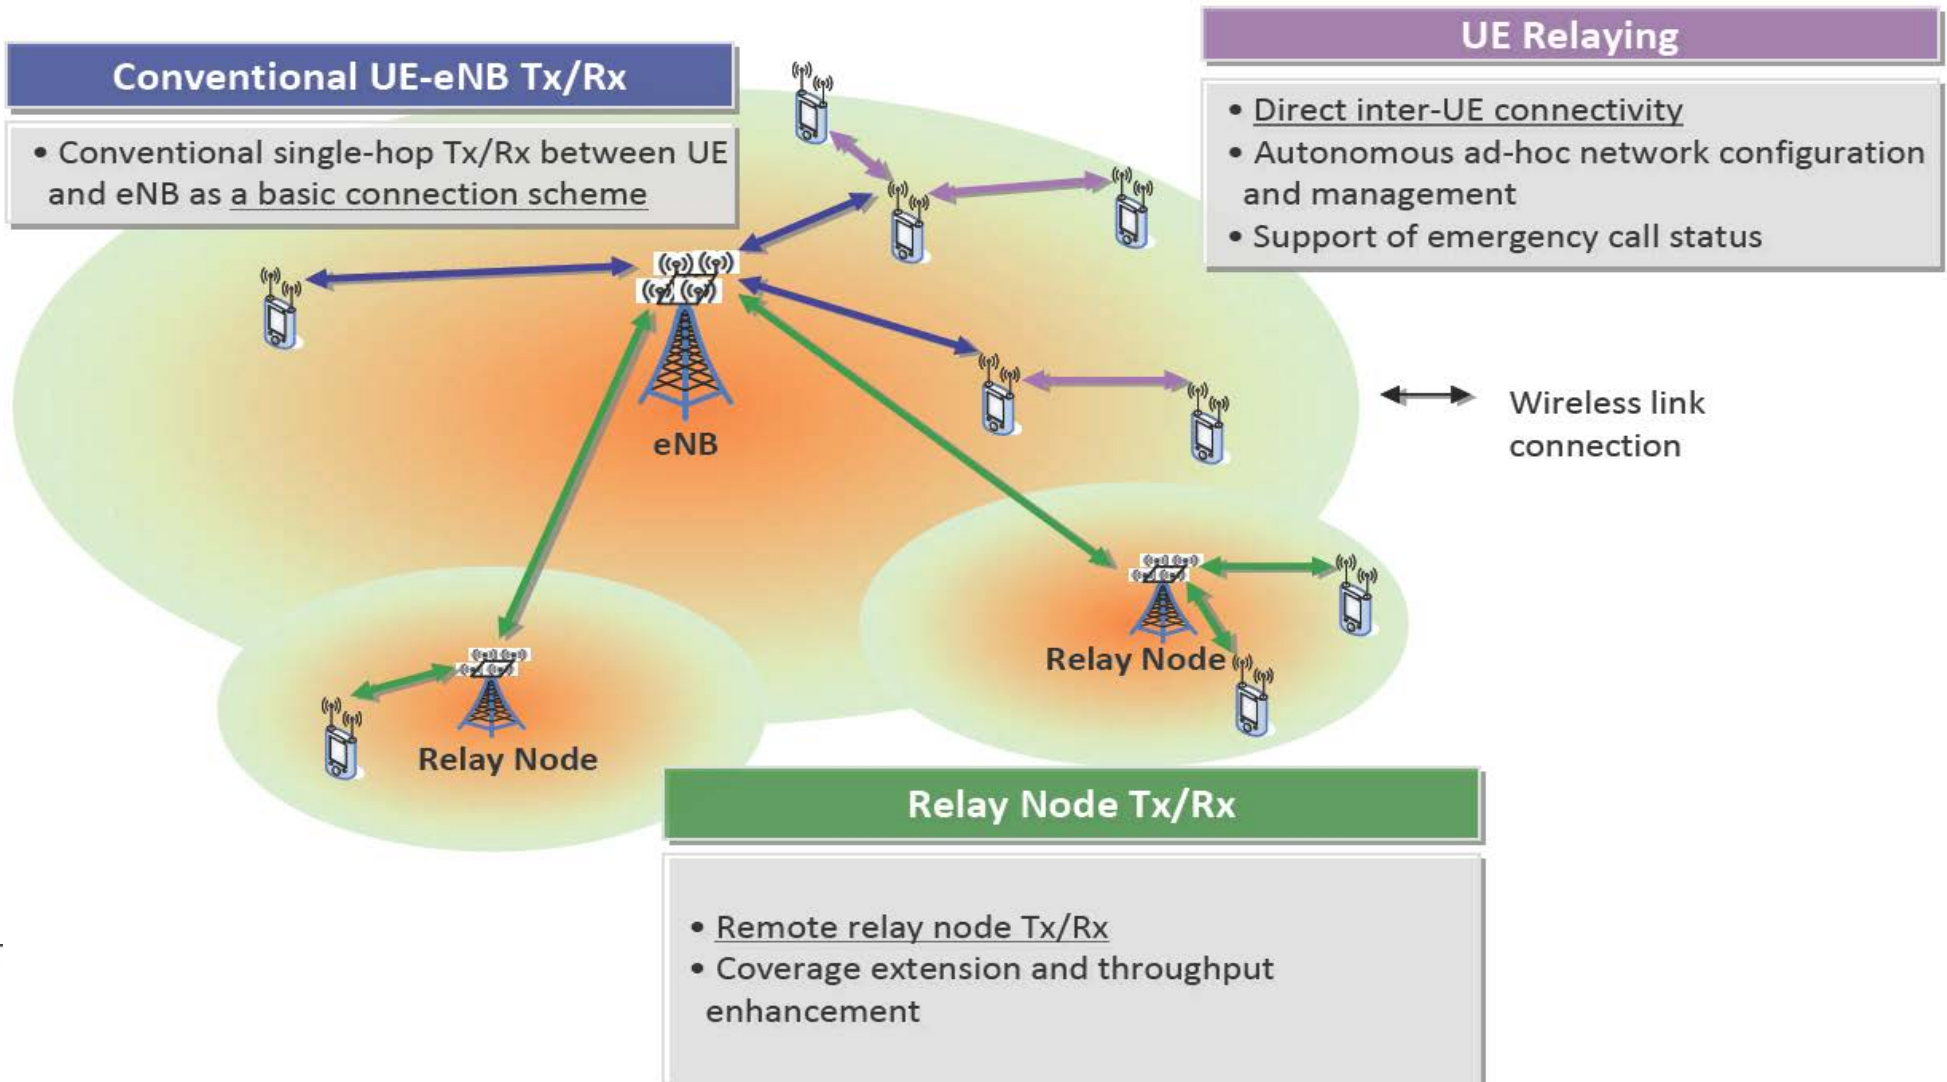 Conventional UE-eNB Tx/Rx
• Conventional single-hop Tx/Rx between UE
and eNB as a basic connection scheme
UE Relaying
• Direct inter-UE connectivity
• Autonomous ad-hoc network configuration
and management
• Support of emergency call status
eNB
Wireless link
connection
Relay Node
Relay Node
Relay Node Tx/Rx
• Remote relay node Tx/Rx
• Coverage extension and throughput
enhancement